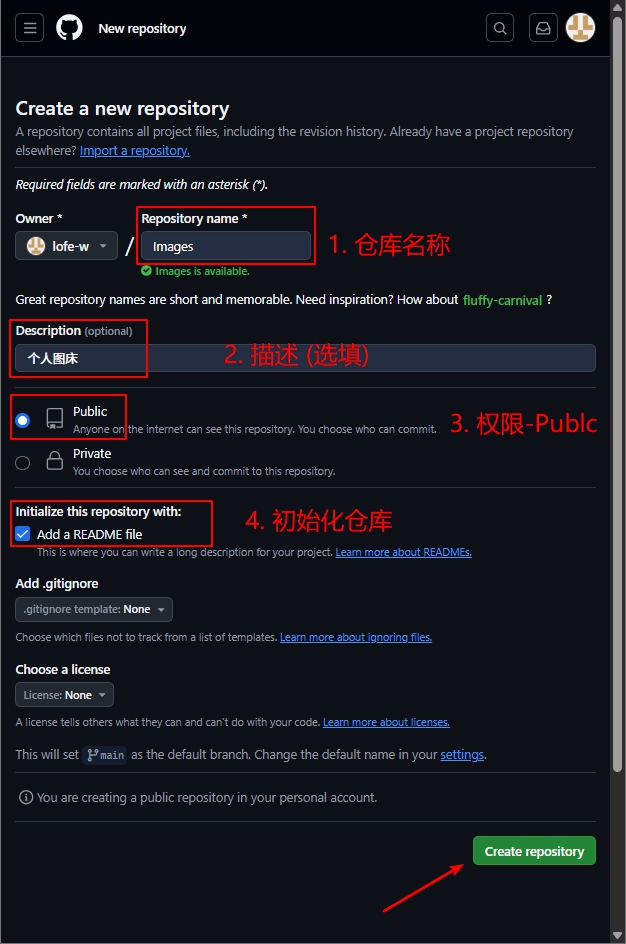 New repository
Create a new repository
A repository contains all project files, including the revision history. Already have a project repository
elsewhere? Import a repository.
Required fields are marked with an asterisk (*).
Owner *
Repository name *
lofe-w
/
Images
1. 仓库名称
Images is available.
Great repository names are short and memorable. Need inspiration? How about fluffy-carnival ?
Description (optional)
个人图床
2. 描述 (选填)
Public
Anyone on the internet can see this repository. You choose who can commit.
3. 权限-Publc
Private
You choose who can see and commit to this repository.
Initialize this repository with:
4. 初始化仓库
Add a README file
This is where you can write a long description for your project. Learn more about READMEs.
Add .gitignore
.gitignore template: None
Choose which files not to track from a list of templates. Learn more about ignoring files.
Choose a license
License: None
A license tells others what they can and can't do with your code. Learn more about licenses.
This will set main as the default branch. Change the default name in your settings.
You are creating a public repository in your personal account.
Create repository